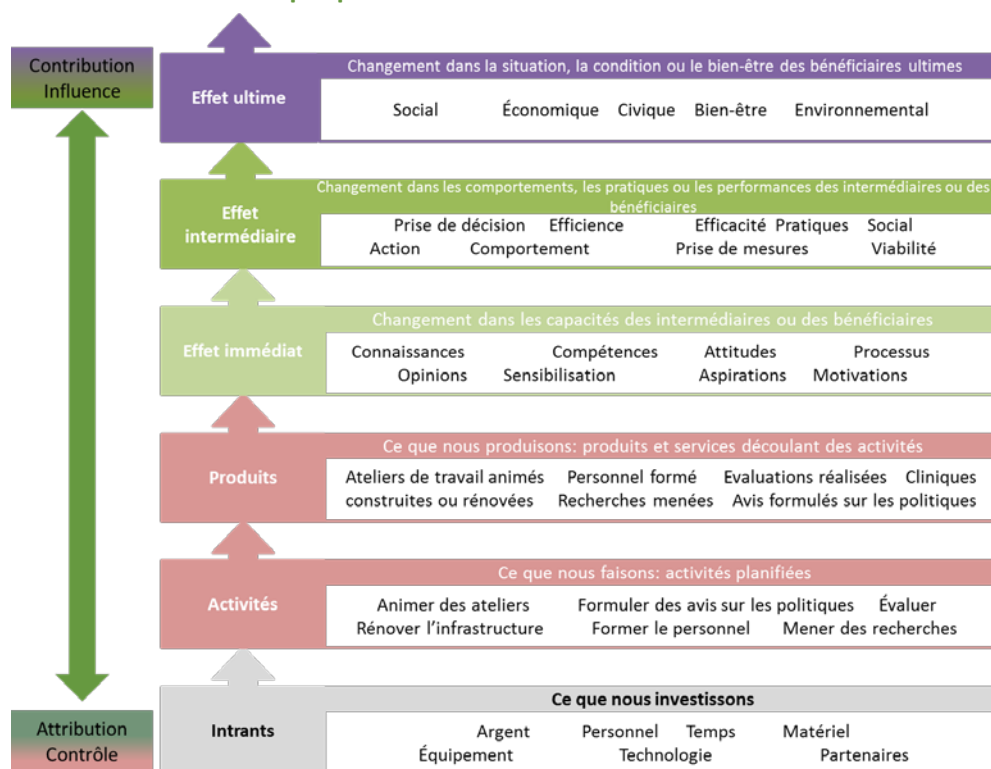 Contribution
Influence
Effet ultime
Changement dans la situation, la condition ou le bien-être des bénéficiaires ultimes
Social Économique Civique Bien-être Environnemental
Effet
intermédiaire
Changement dans les comportements, les pratiques ou les performances des intermédiaires ou des
bénéficiaires
Prise de décision Efficience Efficacité Pratiques Social
Action Comportement Prise de mesures Viabilité
Effet immédiat
Changement dans les capacités des intermédiaires ou des bénéficiaires
Connaissances Compétences Attitudes Processus
Opinions Sensibilisation Aspirations Motivations
Produits
Ce que nous produisons: produits et services découlant des activités
Ateliers de travail animés Personnel formé Evaluations réalisées Cliniques
construites ou rénovées Recherches menées Avis formulés sur les politiques
Activités
Ce que nous faisons: activités planifiées
Animer des ateliers Formuler des avis sur les politiques Évaluer
Rénover l'infrastructure Former le personnel Mener des recherches
Attribution
Contrôle
Intrants
Ce que nous investissons
Argent Personnel Temps Matériel
Équipement Technologie Partenaires